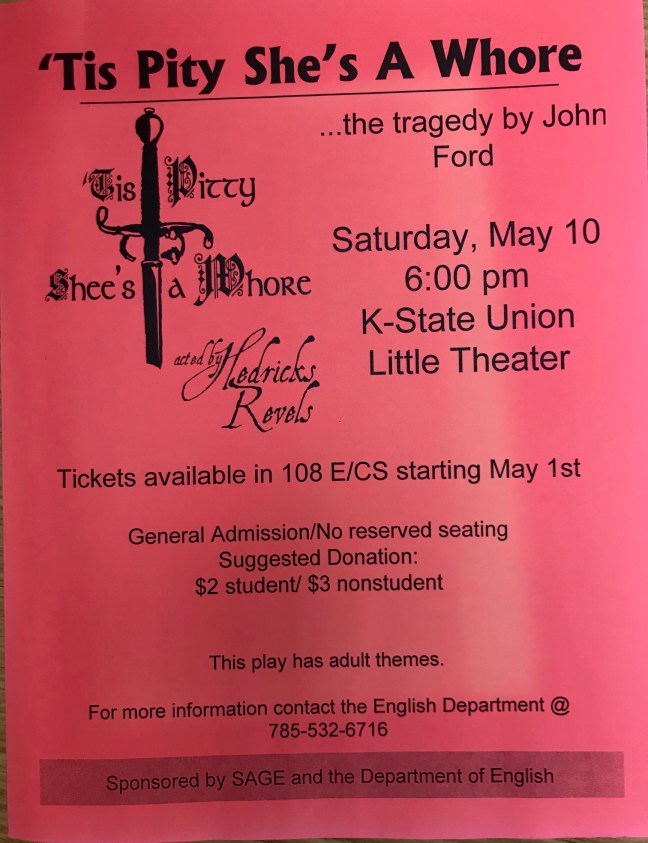 ‘Tis Pity She’s A Whore
...the tragedy by John
Ford
‘Tis Pitty
Shee’s a Whore
acted by Hedricks
Revels
Saturday, May 10
6:00 pm
K-State Union
Little Theater
Tickets available in 108 E/CS starting May 1st
General Admission/No reserved seating
Suggested Donation:
$2 student/ $3 nonstudent
This play has adult themes.
For more information contact the English Department @
785-532-6716
Sponsored by SAGE and the Department of English